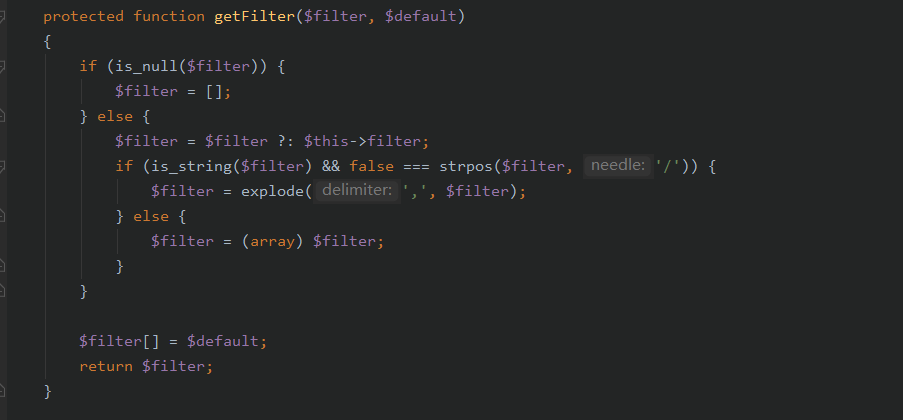 protected function getFilter($filter, $default)
{
if (is_null($filter)) {
$filter = [];
} else {
$filter = $filter ?: $this->filter;
if (is_string($filter) && false === strpos($filter, needle: '/')) {
$filter = explode( delimiter: ',', $filter);
} else {
$filter = (array) $filter;
}
}
$filter[] = $default;
return $filter;
}